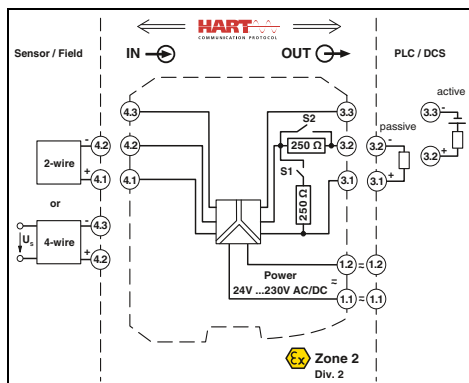 HART
COMMUNICATION PROTOCOL
Sensor / Field
IN
OUT
PLC / DCS
4.3
4.2
4.1
3.3
3.2
3.1
S2
250 Ω
S1
250 Ω
2-wire
-
4.2
+
4.1
or
4-wire
Us
-
4.3
+
4.2
passive
3.2
-
3.1
+
active
3.3
-
3.2
+
Power
24V ...230V AC/DC
≂
1.2 ≈ 1.2
1.1 ≈ 1.1
Ex
Zone 2
Div. 2